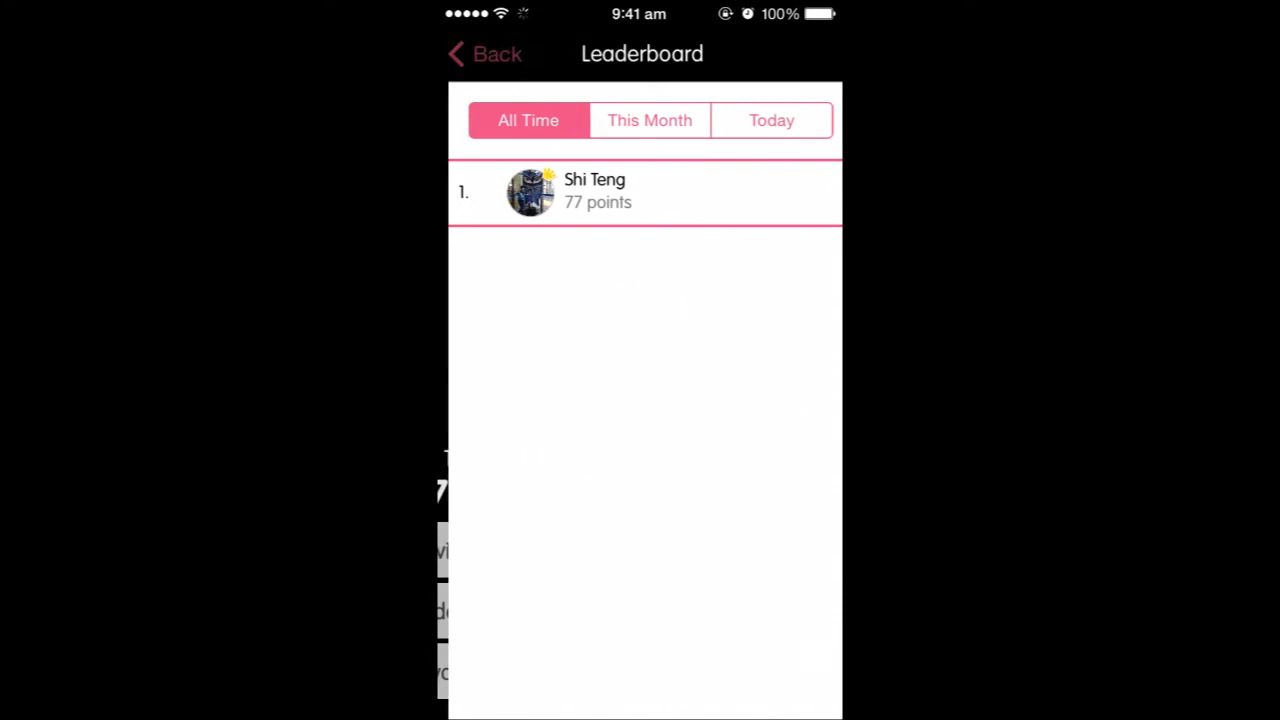 9:41 am 100%
Back Leaderboard
All Time This Month Today
1. Shi Teng
77 points